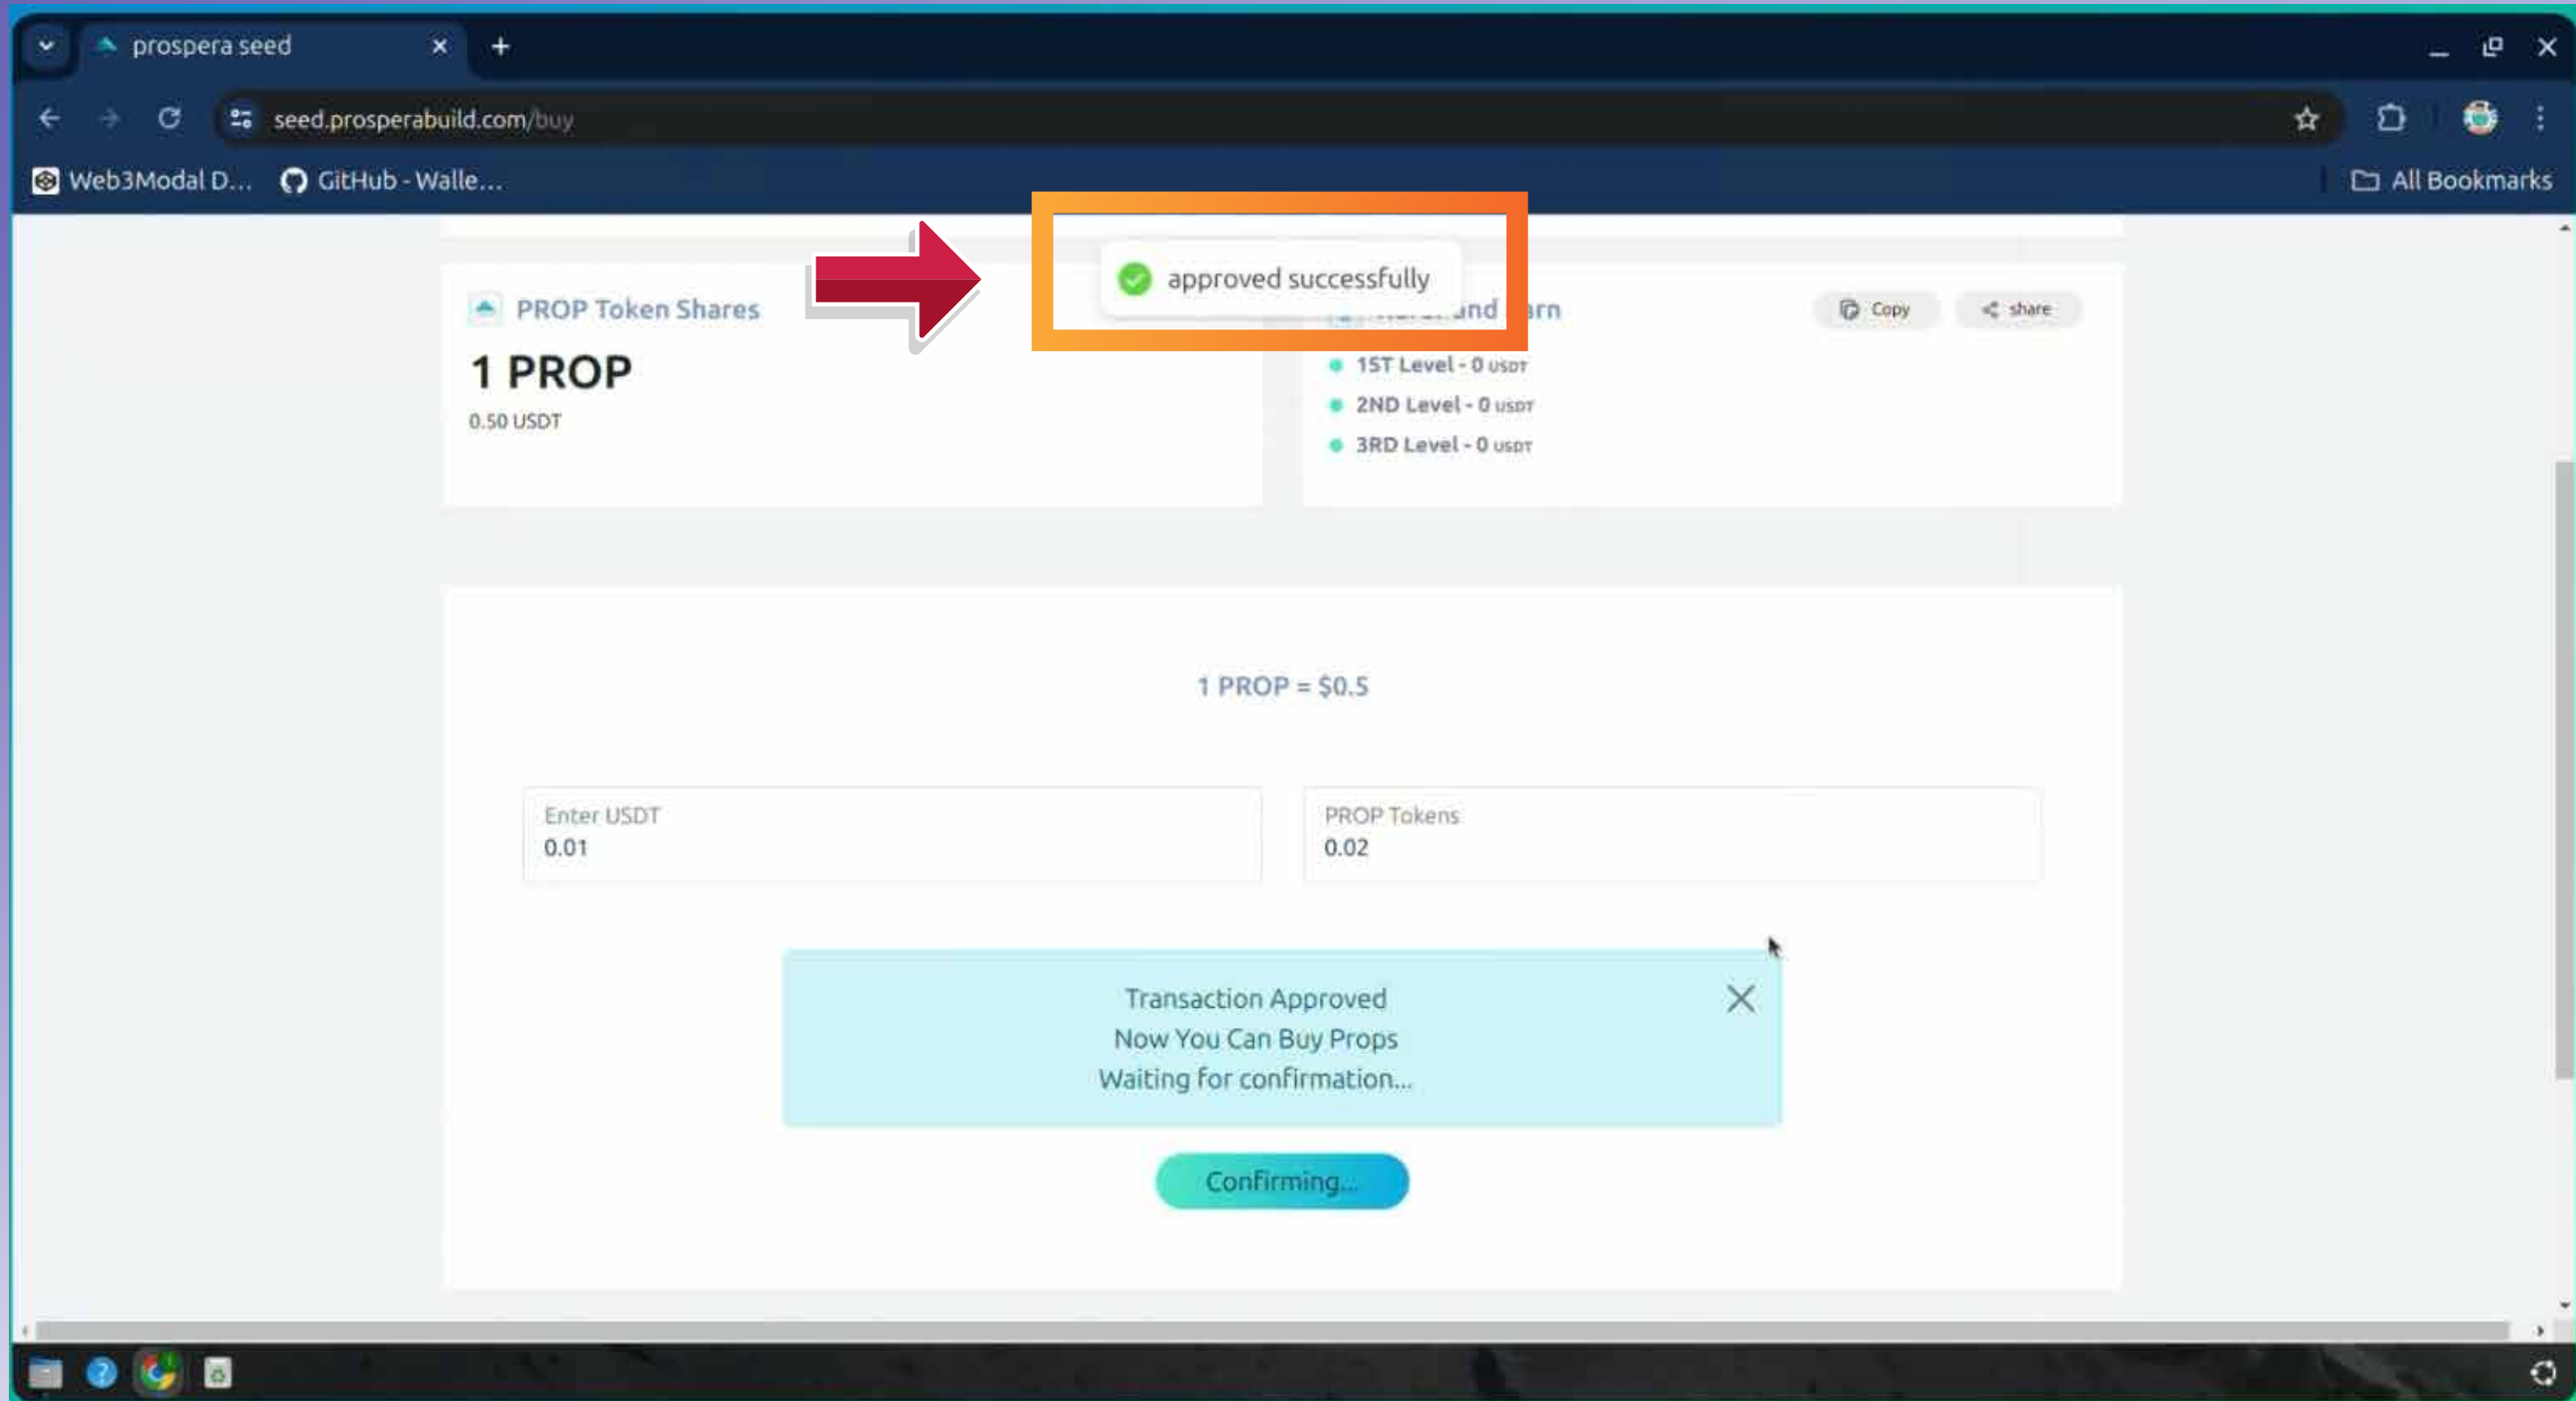 prospera seed
seed.prosperabuild.com/buy
Web3Modal D...
GitHub - Walle...
All Bookmarks
approved successfully
PROP Token Shares
1 PROP
0.50 USDT
and
Copy
share
1ST Level - 0 USDT
2ND Level - 0 USDT
3RD Level - 0 USDT
1 PROP = $0.5
Enter USDT
0.01
PROP Tokens
0.02
Transaction Approved
Now You Can Buy Props
Waiting for confirmation...
Confirming...